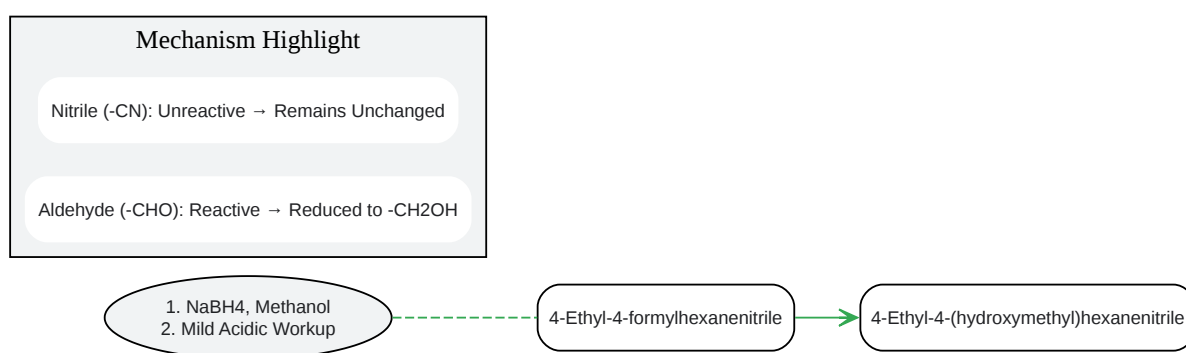 Mechanism Highlight
Nitrile (-CN): Unreactive → Remains Unchanged
Aldehyde (-CHO): Reactive → Reduced to -CH2OH
1. NaBH4, Methanol
2. Mild Acidic Workup
4-Ethyl-4-formylhexanenitrile
4-Ethyl-4-(hydroxymethyl)hexanenitrile